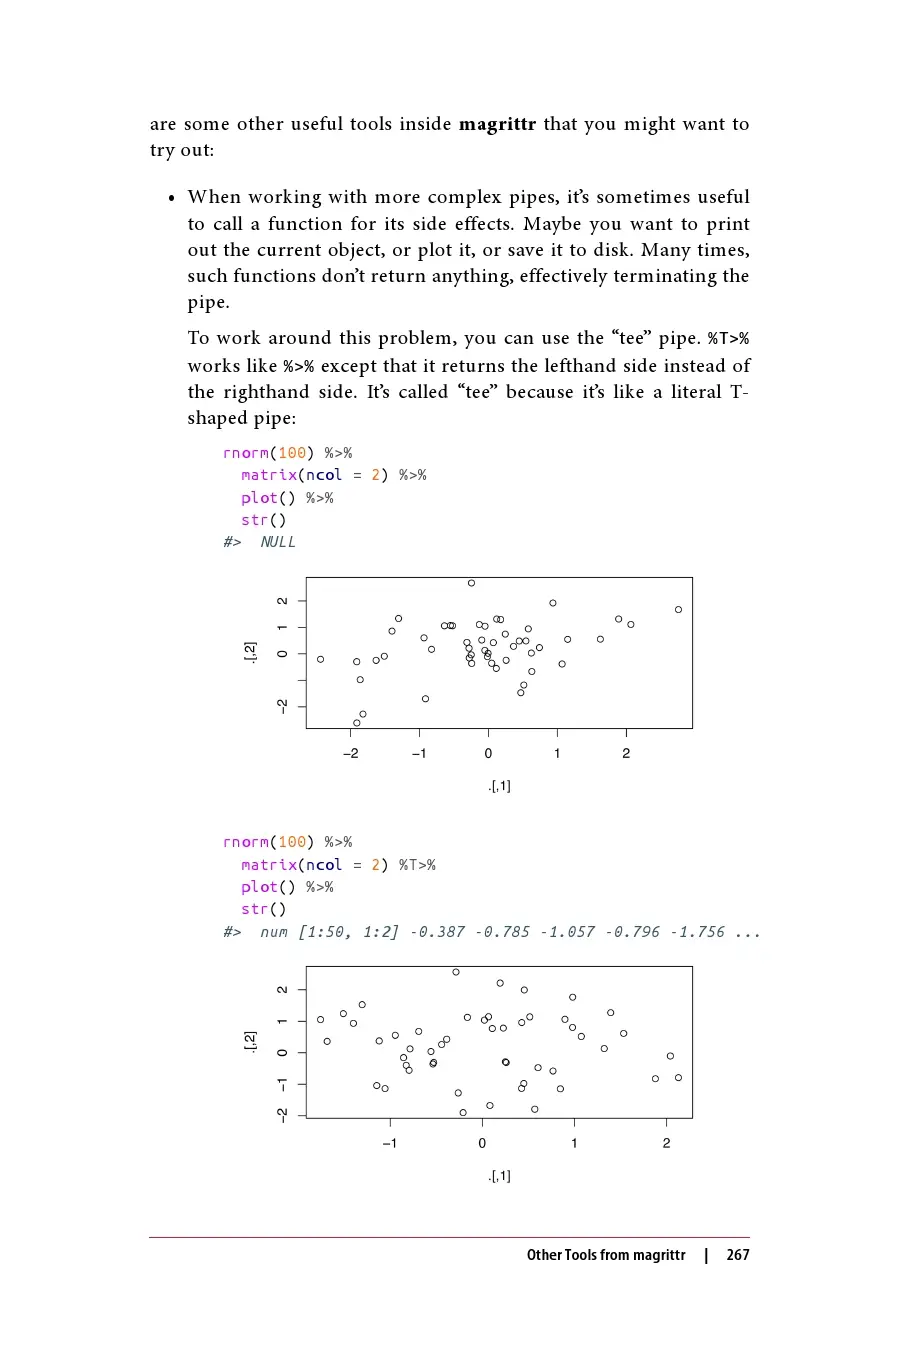 are some other useful tools inside magrittr that you might want to
try out:
• When working with more complex pipes, it’s sometimes useful
to call a function for its side effects. Maybe you want to print
out the current object, or plot it, or save it to disk. Many times,
such functions don’t return anything, effectively terminating the
pipe.
To work around this problem, you can use the “tee” pipe. %T>%
works like %>% except that it returns the lefthand side instead of
the righthand side. It’s called “tee” because it’s like a literal T-
shaped pipe:
rnorm(100) %>%
  matrix(ncol = 2) %>%
  plot() %>%
  str()
#>  NULL
2
1
0
−2
.[,2]
−2 −1 0 1 2
.[,1]
rnorm(100) %>%
  matrix(ncol = 2) %T>%
  plot() %>%
  str()
#>  num [1:50, 1:2] -0.387 -0.785 -1.057 -0.796 -1.756 ...
2
1
0
−1
−2
.[,2]
−1 0 1 2
.[,1]
Other Tools from magrittr | 267